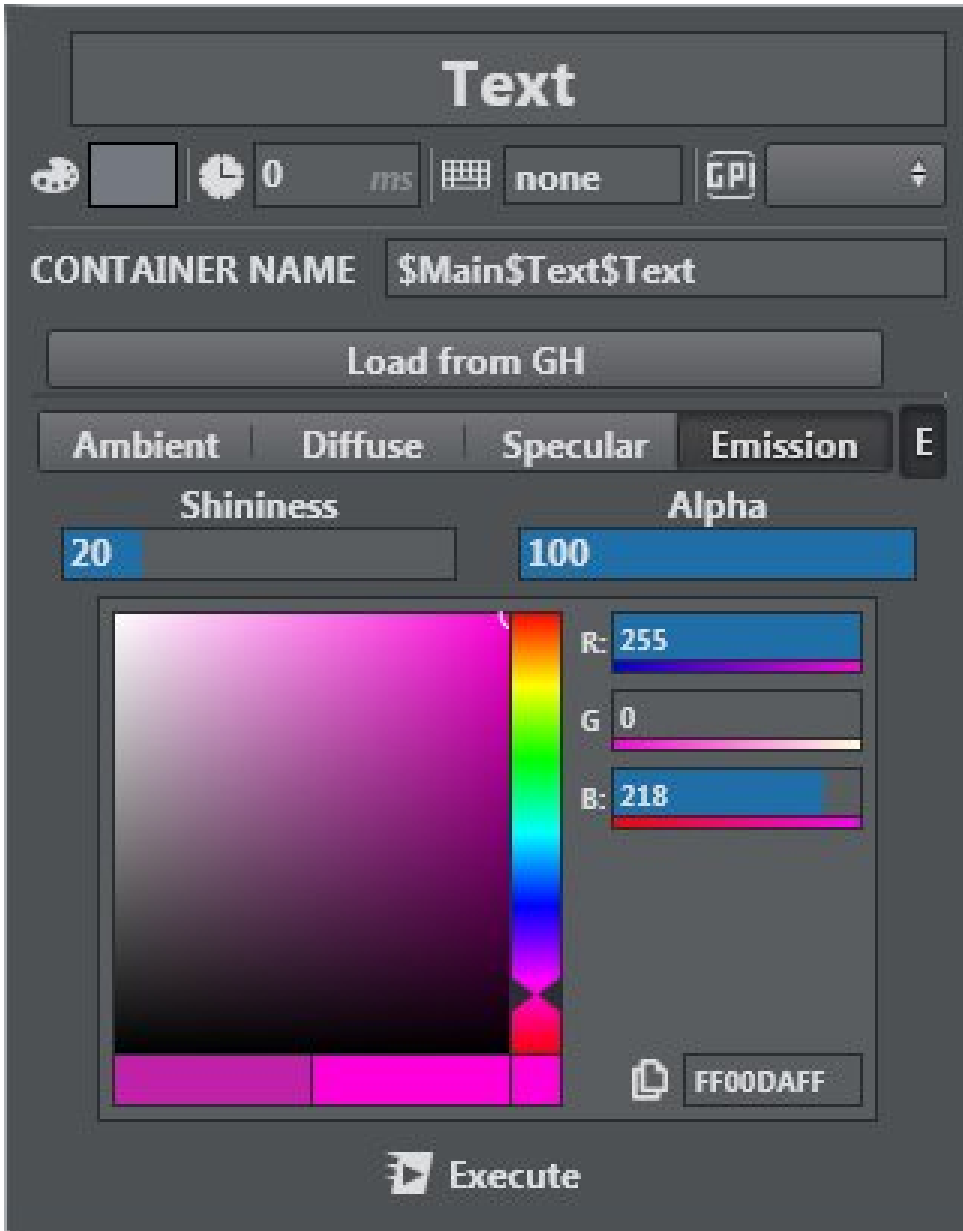 Text
0 ms none GPI
CONTAINER NAME $Main$Text$Text
Load from GH
Ambient Diffuse Specular Emission E
Shininess Alpha
20 100
R: 255
G 0
B: 218
FF00DAFF
Execute